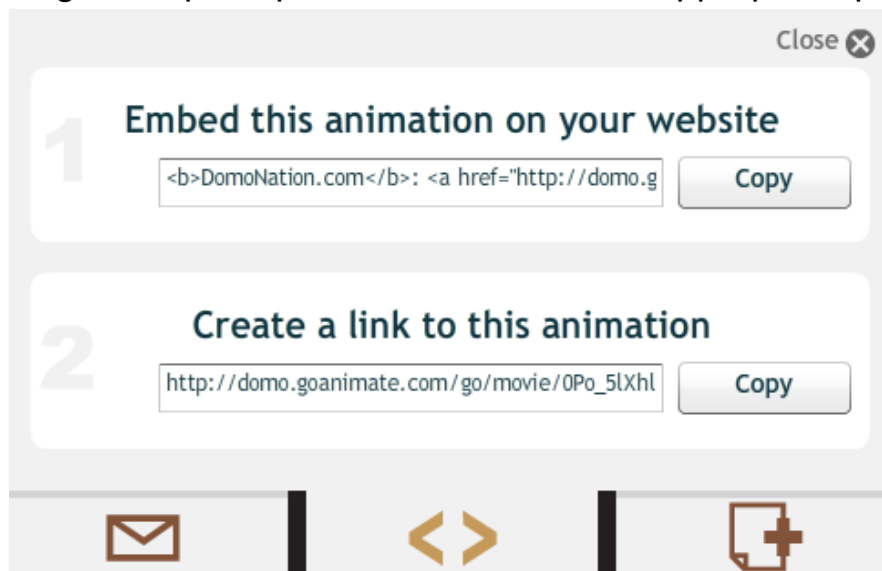 Close
1
Embed this animation on your website
<b>DomoNation.com</b>: <a href="http://domo.g
Copy
2
Create a link to this animation
http://domo.goanimate.com/go/movie/0Po_5lXhl
Copy
<>